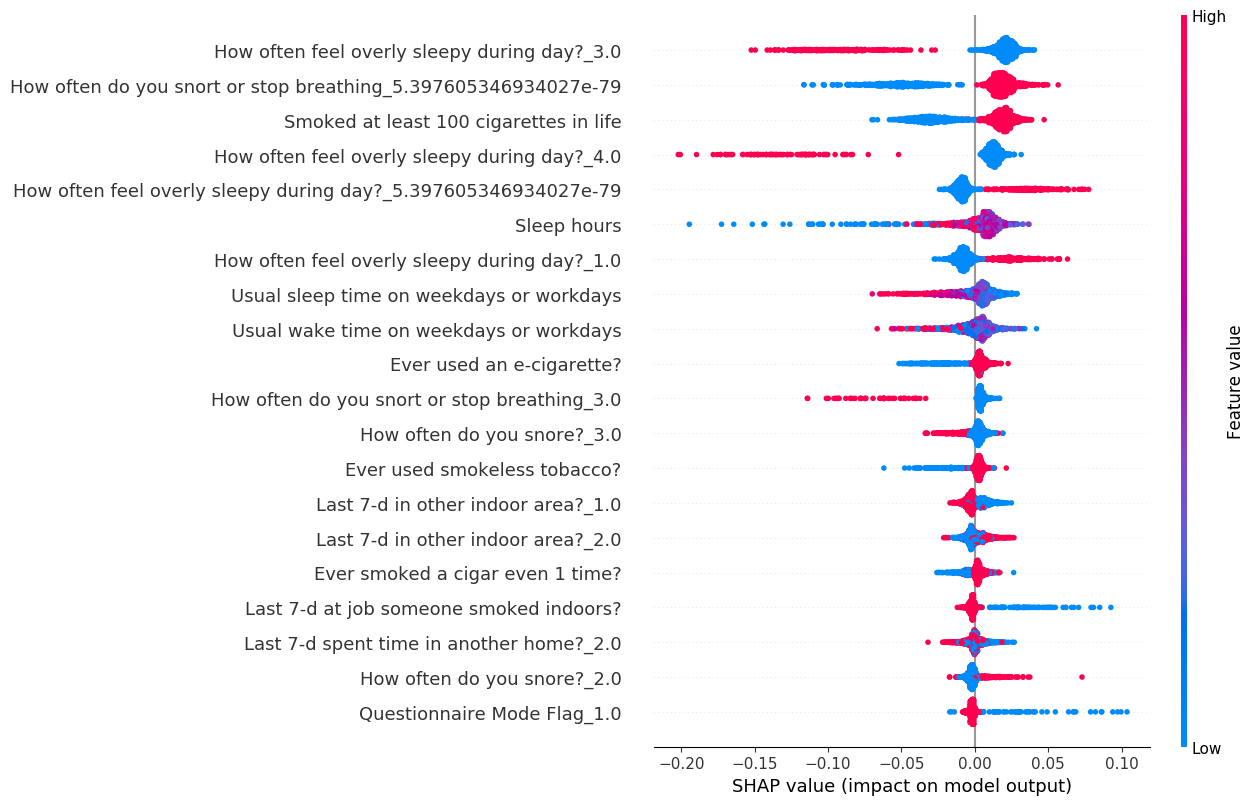 High
How often feel overly sleepy during day?_3.0
How often do you snort or stop breathing_5.397605346934027e-79
Smoked at least 100 cigarettes in life
How often feel overly sleepy during day?_4.0
How often feel overly sleepy during day?_5.397605346934027e-79
Sleep hours
How often feel overly sleepy during day?_1.0
Usual sleep time on weekdays or workdays
Usual wake time on weekdays or workdays
Ever used an e-cigarette?
How often do you snort or stop breathing_3.0
How often do you snore?_3.0
Ever used smokeless tobacco?
Last 7-d in other indoor area?_1.0
Last 7-d in other indoor area?_2.0
Ever smoked a cigar even 1 time?
Last 7-d at job someone smoked indoors?
Last 7-d spent time in another home?_2.0
How often do you snore?_2.0
Questionnaire Mode Flag_1.0
Feature value
Low
−0.20 −0.15 −0.10 −0.05 0.00 0.05 0.10
SHAP value (impact on model output)